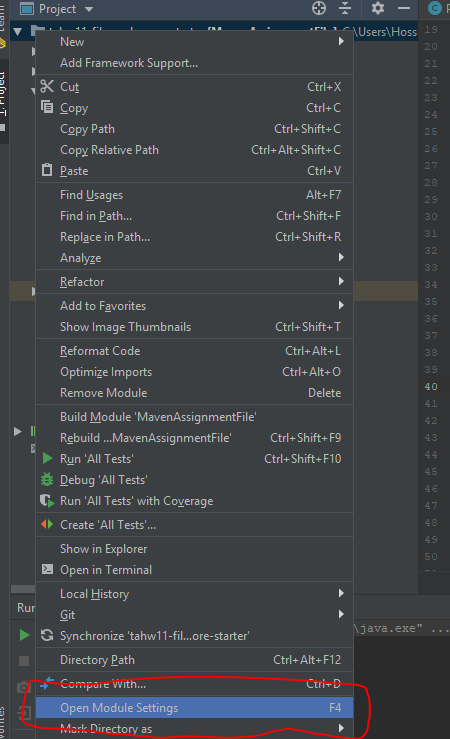 Project
[MavenAssignmentFile] C:\Users\Hoss
New
Add Framework Support...
Cut Ctrl+X
Copy Ctrl+C
Copy Path Ctrl+Shift+C
Copy Relative Path Ctrl+Alt+Shift+C
Paste Ctrl+V
Find Usages Alt+F7
Find in Path... Ctrl+Shift+F
Replace in Path... Ctrl+Shift+R
Analyze
Refactor
Add to Favorites
Show Image Thumbnails Ctrl+Shift+T
Reformat Code Ctrl+Alt+L
Optimize Imports Ctrl+Alt+O
Remove Module Delete
Build Module 'MavenAssignmentFile'
Rebuild ...MavenAssignmentFile' Ctrl+Shift+F9
Run 'All Tests' Ctrl+Shift+F10
Debug 'All Tests'
Run 'All Tests' with Coverage
Create 'All Tests'...
Show in Explorer
Open in Terminal
Local History
Git
Synchronize 'tahw11-fil...ore-starter'
Directory Path Ctrl+Alt+F12
Compare With... Ctrl+D
Open Module Settings F4
Mark Directory as
1: Project
Run
\java.exe" ...
19
20
21
22
23
24
25
26
27
28
29
30
31
32
33
34
35
36
37
38
39
40
41
42
43
44
45
46
47
48
49
50